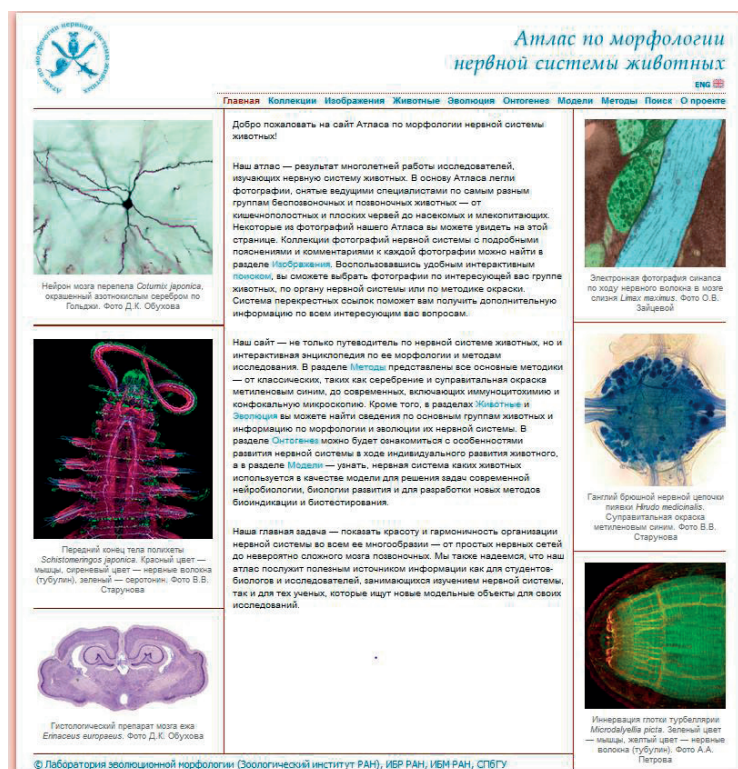 Атлас по морфологии нервной системы животных
Атлас по морфологии
нервной системы животных
ENG
Главная Коллекции Изображения Животные Эволюция Онтогенез Модели Методы Поиск О проекте
Нейрон мозга перепела Coturnix japonica,
окрашенный азотнокислым серебром по
Гольджи. Фото Д.К. Обухова
Передний конец тела полихеты
Schistomeringos japonica. Красный цвет —
мышцы, сиреневый цвет — нервные волокна
(тубулин), зеленый — серотонин. Фото В.В.
Старунова
Гистологический препарат мозга ежа
Erinaceus europaeus. Фото Д.К. Обухова
Добро пожаловать на сайт Атласа по морфологии нервной системы
животных!
Наш атлас — результат многолетней работы исследователей,
изучающих нервную систему животных. В основу Атласа легли
фотографии, снятые ведущими специалистами по самым разным
группам беспозвоночных и позвоночных животных — от
кишечнополостных и плоских червей до насекомых и млекопитающих.
Некоторые из фотографий нашего Атласа вы можете увидеть на этой
странице. Коллекции фотографий нервной системы с подробными
пояснениями и комментариями к каждой фотографии можно найти в
разделе Изображения. Воспользовавшись удобным интерактивным
поиском, вы сможете выбрать фотографии по интересующей вас группе
животных, по органу нервной системы или по методике окраски.
Система перекрестных ссылок поможет вам получить дополнительную
информацию по всем интересующим вас вопросам.
Наш сайт — не только путеводитель по нервной системе животных, но и
интерактивная энциклопедия по ее морфологии и методам
исследования. В разделе Методы представлены все основные методики
— от классических, таких как серебрение и суправитальная окраска
метиленовым синим, до современных, включающих иммуноцитохимию и
конфокальную микроскопию. Кроме того, в разделах Животные и
Эволюция вы можете найти сведения по основным группам животных и
информацию по морфологии и эволюции их нервной системы. В
разделе Онтогенез можно будет ознакомиться с особенностями
развития нервной системы в ходе индивидуального развития животного,
а в разделе Модели — узнать, нервная система каких животных
используется в качестве модели для решения задач современной
нейробиологии, биологии развития и для разработки новых методов
биоиндикации и биотестирования.
Наша главная задача — показать красоту и гармоничность организации
нервной системы во всем ее многообразии — от простых нервных сетей
до невероятно сложного мозга позвоночных. Мы также надеемся, что наш
атлас послужит полезным источником информации как для студентов-
биологов и исследователей, занимающихся изучением нервной системы,
так и для тех ученых, которые ищут новые модельные объекты для своих
исследований.
Электронная фотография синапса
по ходу нервного волокна в мозге
слизня Limax maximus. Фото О.В.
Зайцевой
Ганглий брюшной нервной цепочки
пиявки Hirudo medicinalis.
Суправитальная окраска
метиленовым синим. Фото В.В.
Старунова
Иннервация глотки турбеллярии
Microdalyellia picta. Зеленый цвет
— мышцы, желтый цвет — нервные
волокна (тубулин). Фото А.А.
Петрова
© Лаборатория эволюционной морфологии (Зоологический институт РАН), ИБР РАН, ИБМ РАН, СПбГУ